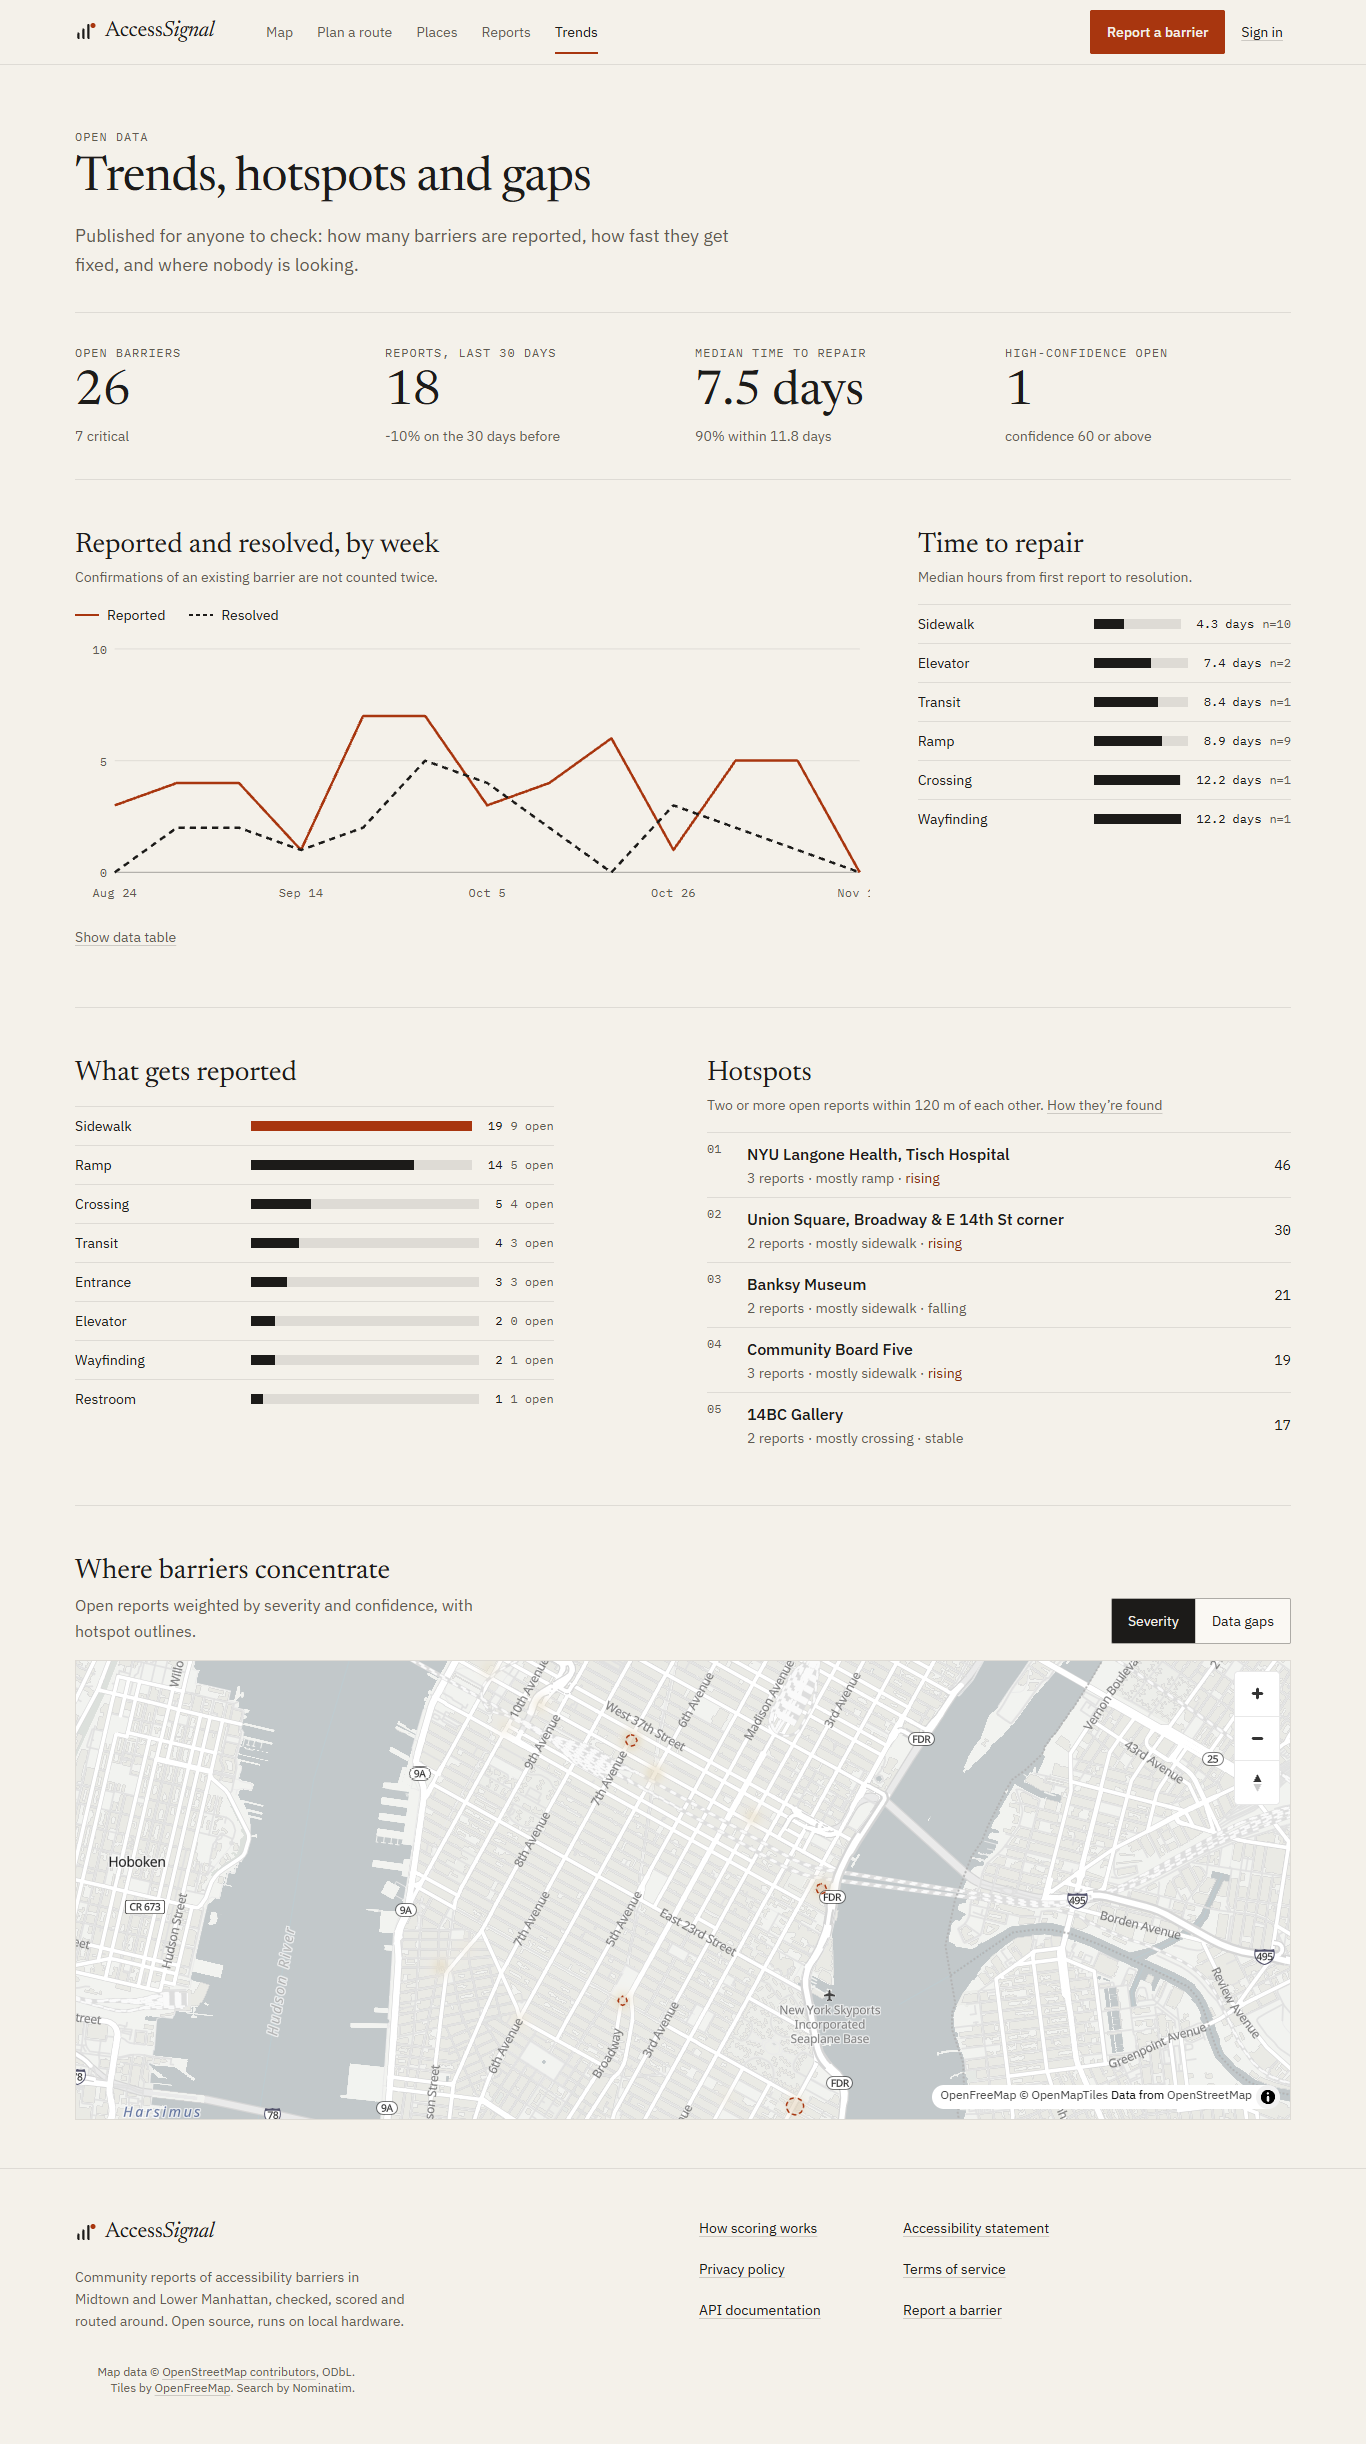 AccessSignal
Map
Plan a route
Places
Reports
Trends
Report a barrier
Sign in
OPEN DATA
Trends, hotspots and gaps
Published for anyone to check: how many barriers are reported, how fast they get
fixed, and where nobody is looking.
OPEN BARRIERS
26
7 critical
REPORTS, LAST 30 DAYS
18
-10% on the 30 days before
MEDIAN TIME TO REPAIR
7.5 days
90% within 11.8 days
HIGH-CONFIDENCE OPEN
1
confidence 60 or above
Reported and resolved, by week
Confirmations of an existing barrier are not counted twice.
Reported
Resolved
10
5
0
Aug 24
Sep 14
Oct 5
Oct 26
Nov
Show data table
Time to repair
Median hours from first report to resolution.
Sidewalk 4.3 days n=10
Elevator 7.4 days n=2
Transit 8.4 days n=1
Ramp 8.9 days n=9
Crossing 12.2 days n=1
Wayfinding 12.2 days n=1
What gets reported
Sidewalk 19 9 open
Ramp 14 5 open
Crossing 5 4 open
Transit 4 3 open
Entrance 3 3 open
Elevator 2 0 open
Wayfinding 2 1 open
Restroom 1 1 open
Hotspots
Two or more open reports within 120 m of each other. How they’re found
01 NYU Langone Health, Tisch Hospital 46
3 reports · mostly ramp · rising
02 Union Square, Broadway & E 14th St corner 30
2 reports · mostly sidewalk · rising
03 Banksy Museum 21
2 reports · mostly sidewalk · falling
04 Community Board Five 19
3 reports · mostly sidewalk · rising
05 14BC Gallery 17
2 reports · mostly crossing · stable
Where barriers concentrate
Open reports weighted by severity and confidence, with
hotspot outlines.
Severity
Data gaps
Willo
10th Avenue
West 37th Street
6th Avenue
Madison Avenue
3rd Avenue
Vernon Bouleva
9th Avenue
FDR
43rd Avenue
25
9A
7th Avenue
8th Avenue
Hoboken
CR 673
Hudson Street
9A
7th Avenue
5th Avenue
East 23rd Street
FDR
495
Borden Avenue
495
Hudson River
Review Avenue
New York Skyports
Incorporated
Seaplane Base
treet
6th Avenue
Broadway
3rd Avenue
Greenpoint Avenue
78
Harsimus
78
9A
son Street
FDR
OpenFreeMap © OpenMapTiles Data from OpenStreetMap
AccessSignal
Community reports of accessibility barriers in
Midtown and Lower Manhattan, checked, scored and
routed around. Open source, runs on local hardware.
How scoring works
Accessibility statement
Privacy policy
Terms of service
API documentation
Report a barrier
Map data © OpenStreetMap contributors, ODbL.
Tiles by OpenFreeMap. Search by Nominatim.